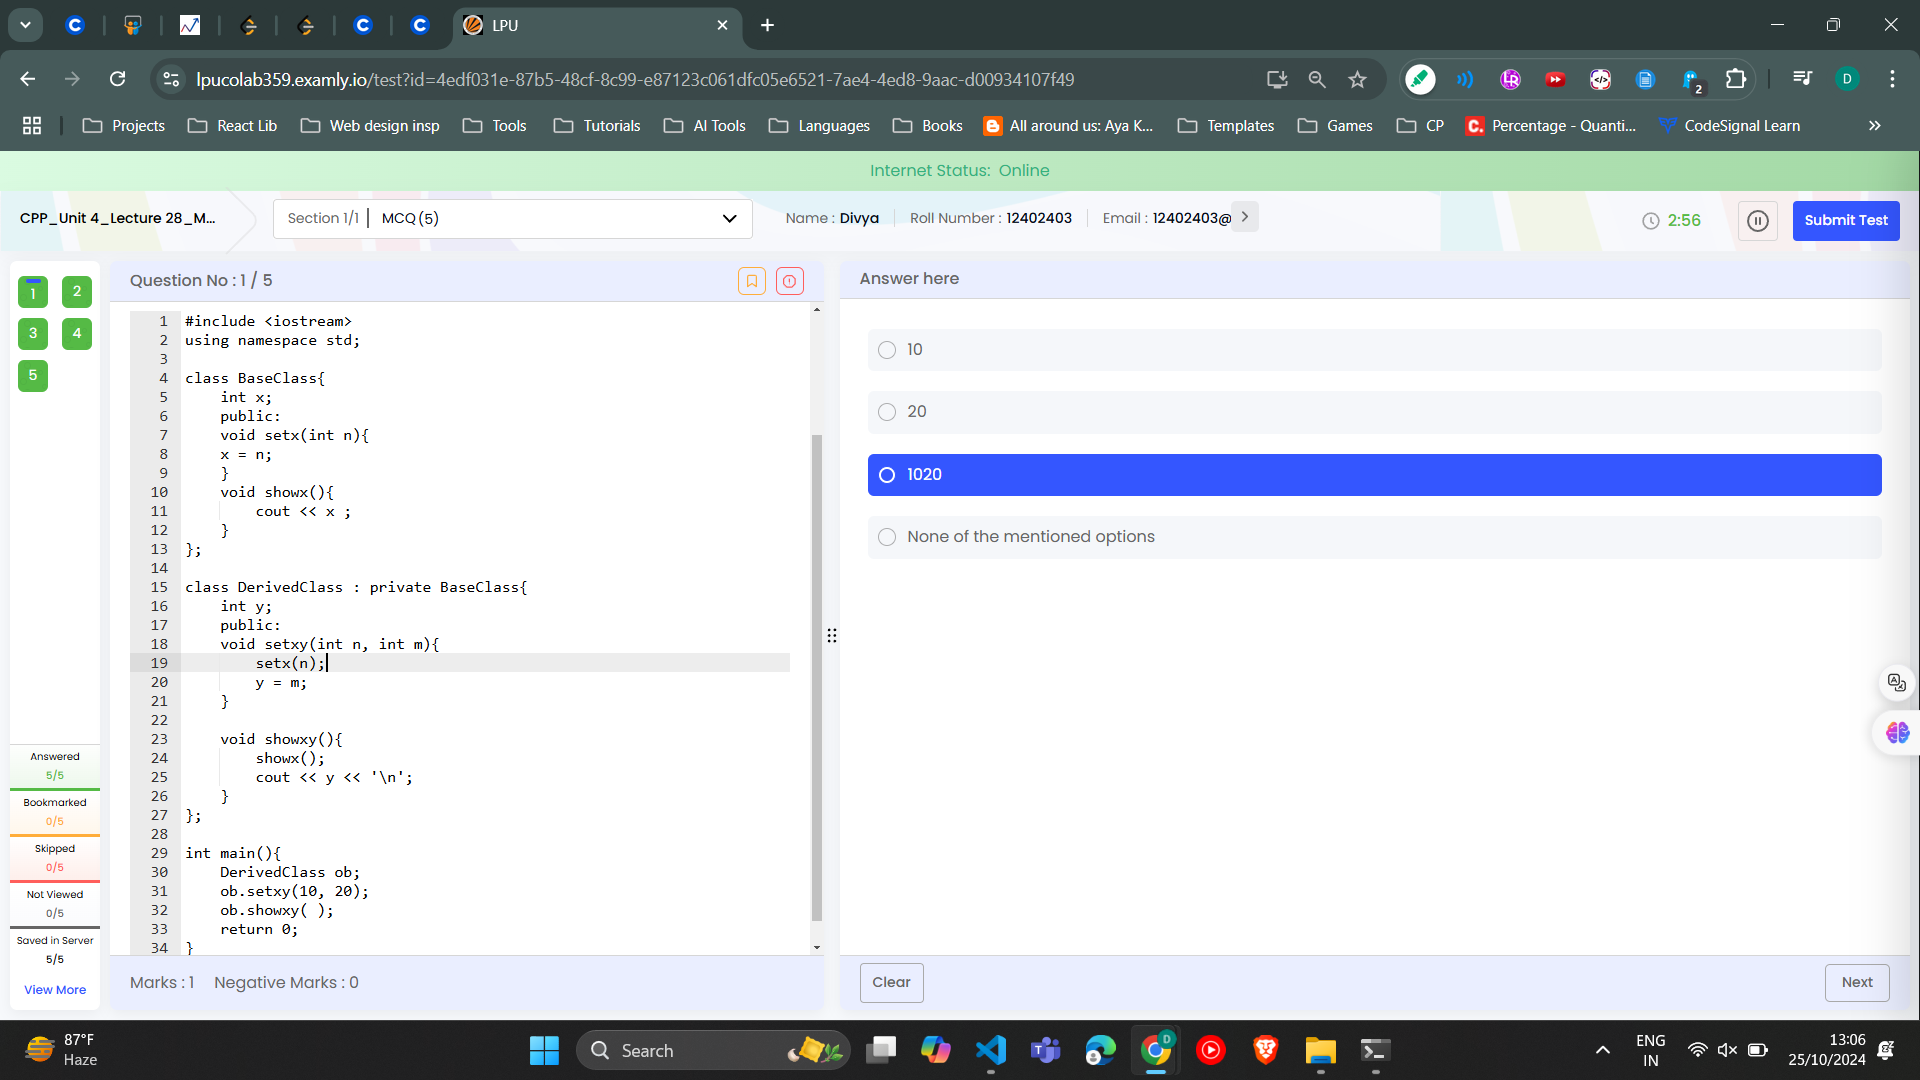 LPU
lpucolab359.examly.io/test?id=4edf031e-87b5-48cf-8c99-e87123c061dfc05e6521-7ae4-4ed8-9aac-d00934107f49
2
D
Projects
React Lib
Web design insp
Tools
Tutorials
AI Tools
Languages
Books
All around us: Aya K...
Templates
Games
CP
Percentage - Quanti...
CodeSignal Learn
Internet Status: Online
CPP_Unit 4_Lecture 28_M...
Section 1/1 | MCQ (5)
Name : Divya
Roll Number : 12402403
Email : 12402403@
2:56
Submit Test
1
2
3
4
5
Question No : 1 / 5
1 #include <iostream>
2 using namespace std;
3
4 class BaseClass{
5 int x;
6 public:
7 void setx(int n){
8 x = n;
9 }
10 void showx(){
11 cout << x ;
12 }
13 };
14
15 class DerivedClass : private BaseClass{
16 int y;
17 public:
18 void setxy(int n, int m){
19 setx(n);
20 y = m;
21 }
22
23 void showxy(){
24 showx();
25 cout << y << '\n';
26 }
27 };
28
29 int main(){
30 DerivedClass ob;
31 ob.setxy(10, 20);
32 ob.showxy( );
33 return 0;
34 }
Answer here
10
20
1020
None of the mentioned options
Answered
5/5
Bookmarked
0/5
Skipped
0/5
Not Viewed
0/5
Saved in Server
5/5
View More
Marks : 1
Negative Marks : 0
Clear
Next
87°F
Haze
Search
D
ENG
IN
13:06
25/10/2024